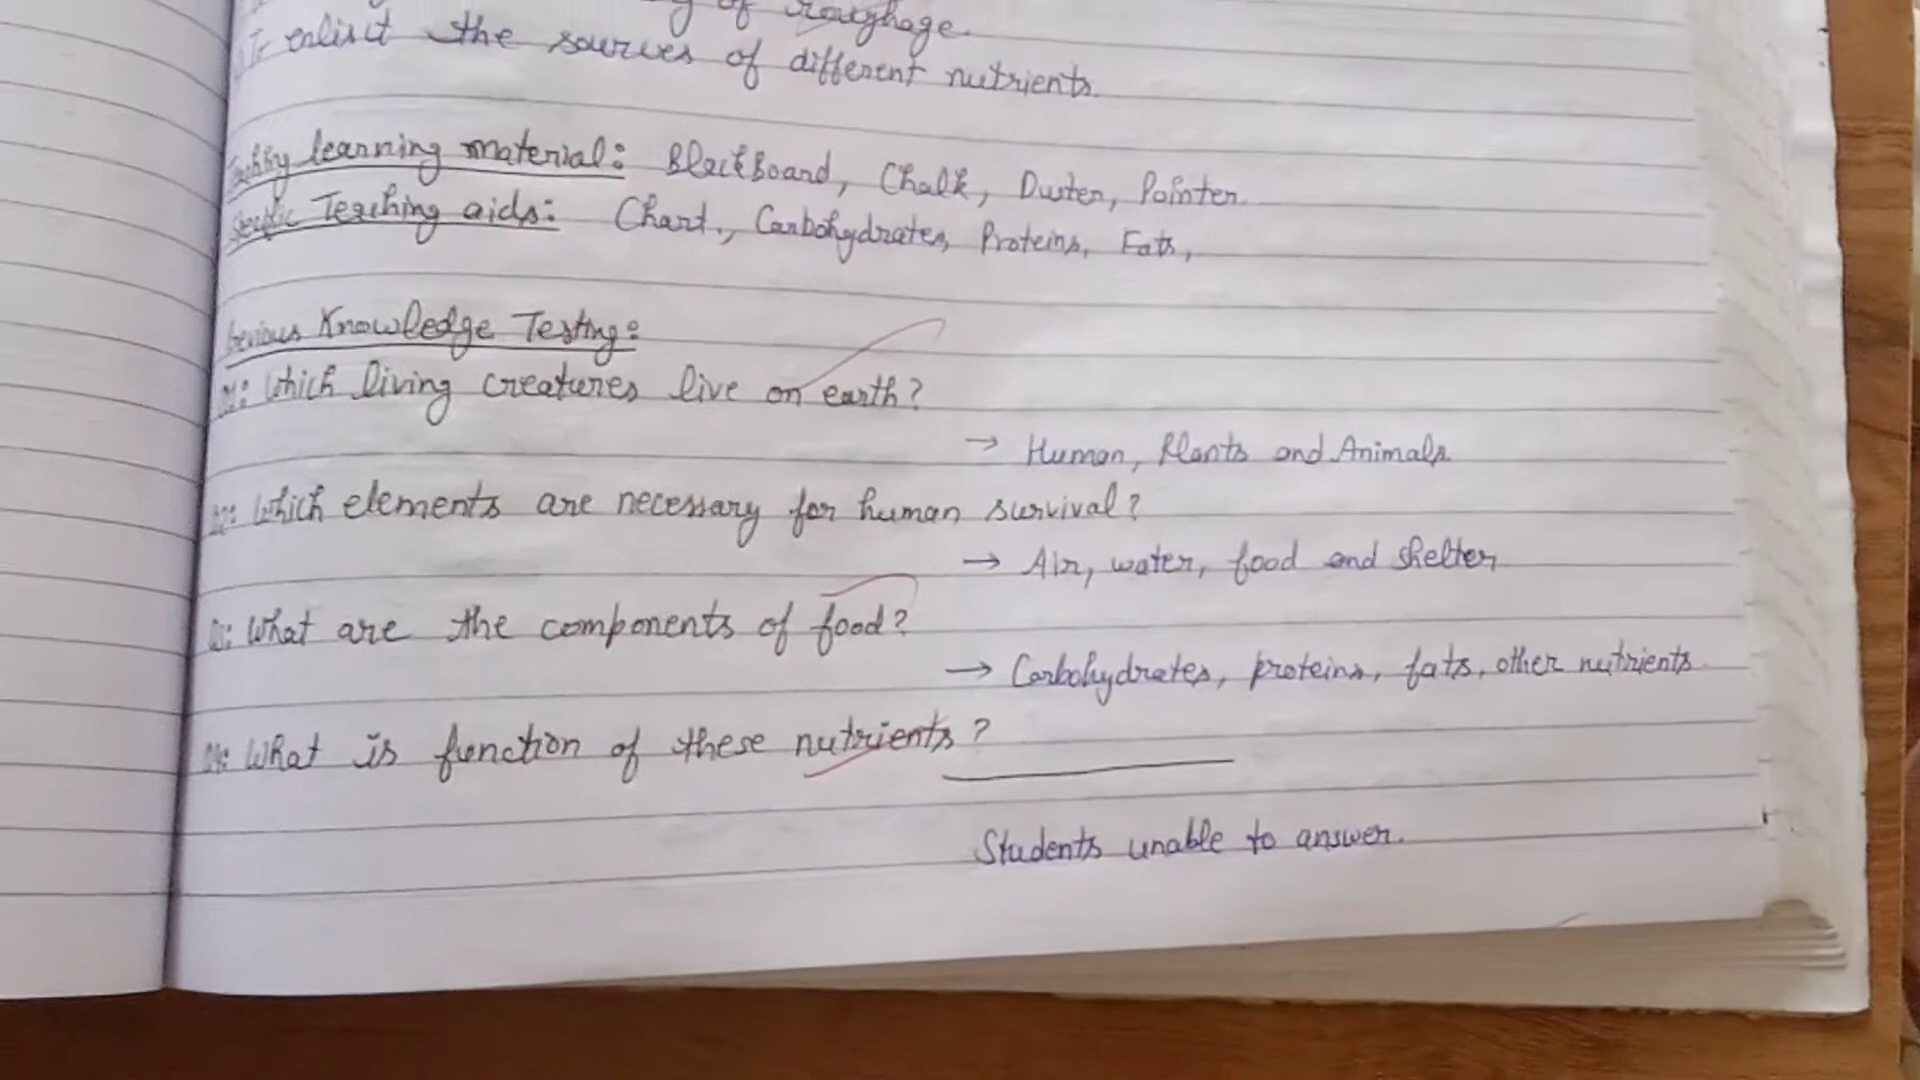 of roughage.
To enlist the sources of different nutrients.
learning material: BlackBoard, Chalk, Duster, Pointer.
Specific Teaching aids: Chart., Carbohydrates, Proteins, Fats,
Knowledge Testing:
Which living creatures live on earth?
→ Human, Plants and Animals.
Which elements are necessary for human survival?
→ Air, water, food and shelter
What are the components of food?
→ Carbohydrates, proteins, fats, other nutrients
What is function of these nutrients?
Students unable to answer.